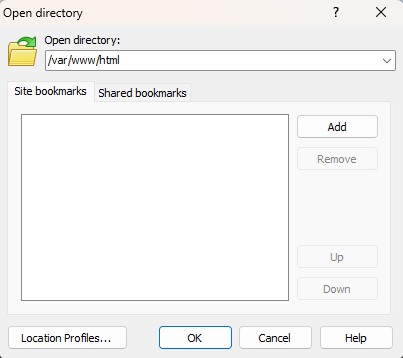 Open directory
?
Open directory:
/var/www/html
Site bookmarks Shared bookmarks
Add
Remove
Up
Down
Location Profiles... OK Cancel Help